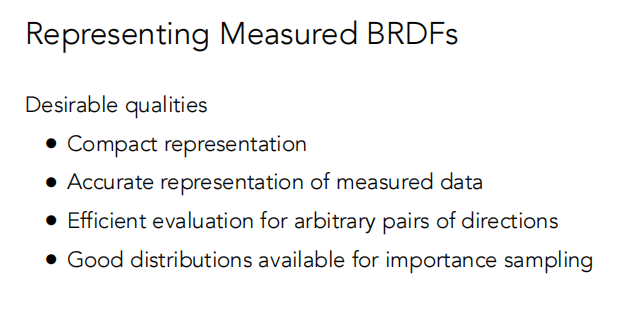 Representing Measured BRDFs
Desirable qualities
● Compact representation
● Accurate representation of measured data
● Efficient evaluation for arbitrary pairs of directions
● Good distributions available for importance sampling